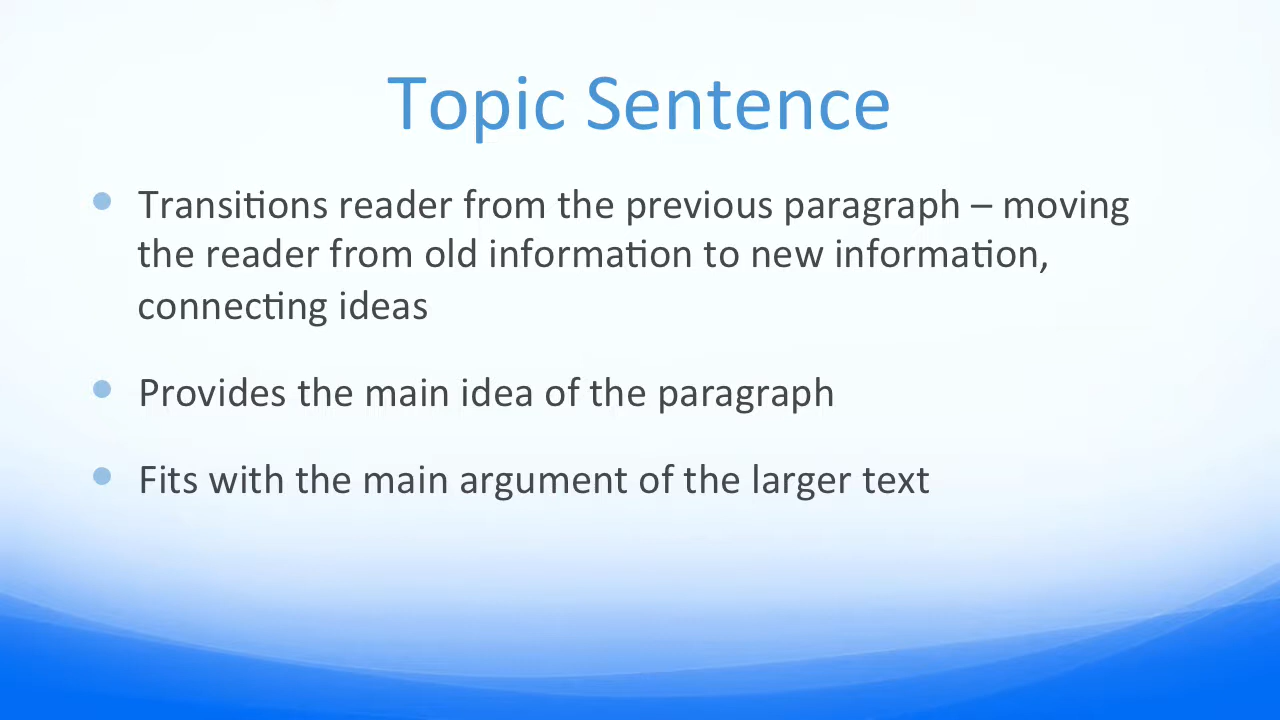 Topic Sentence
Transitions reader from the previous paragraph – moving
the reader from old information to new information,
connecting ideas
Provides the main idea of the paragraph
Fits with the main argument of the larger text